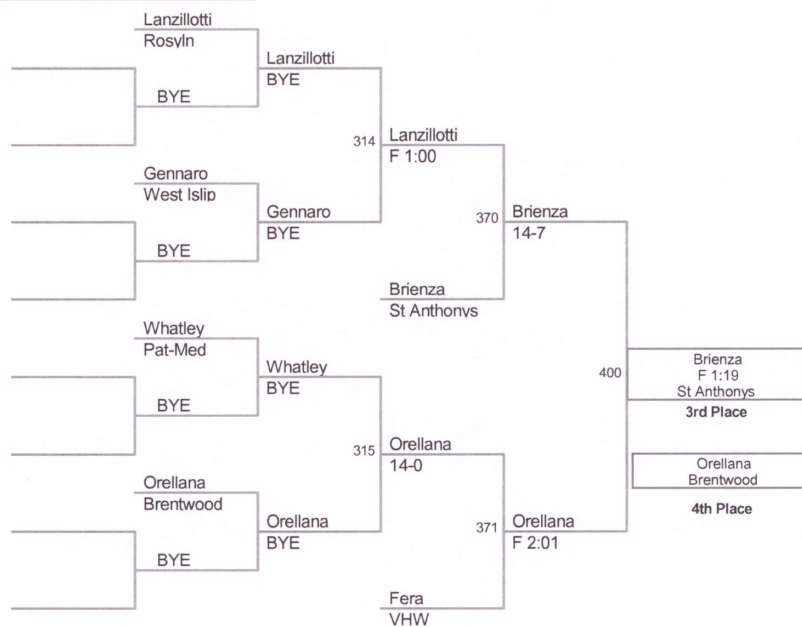 Lanzillotti
Rosyln
BYE
Lanzillotti
BYE
314
Lanzillotti
F 1:00
Gennaro
West Islip
BYE
Gennaro
BYE
370
Brienza
14-7
Brienza
St Anthonys
Whatley
Pat-Med
BYE
Whatley
BYE
400
Brienza
F 1:19
St Anthonys
3rd Place
315
Orellana
14-0
Orellana
Brentwood
4th Place
Orellana
Brentwood
BYE
Orellana
BYE
371
Orellana
F 2:01
Fera
VHW